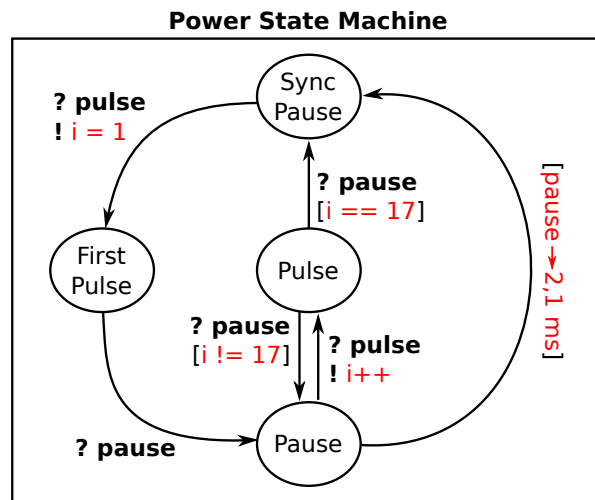 Power State Machine
Sync
Pause
? pulse
! i = 1
? pause
[i == 17]
First
Pulse
Pulse
[pause→2,1 ms]
? pause
[i != 17]
? pulse
! i++
? pause
Pause